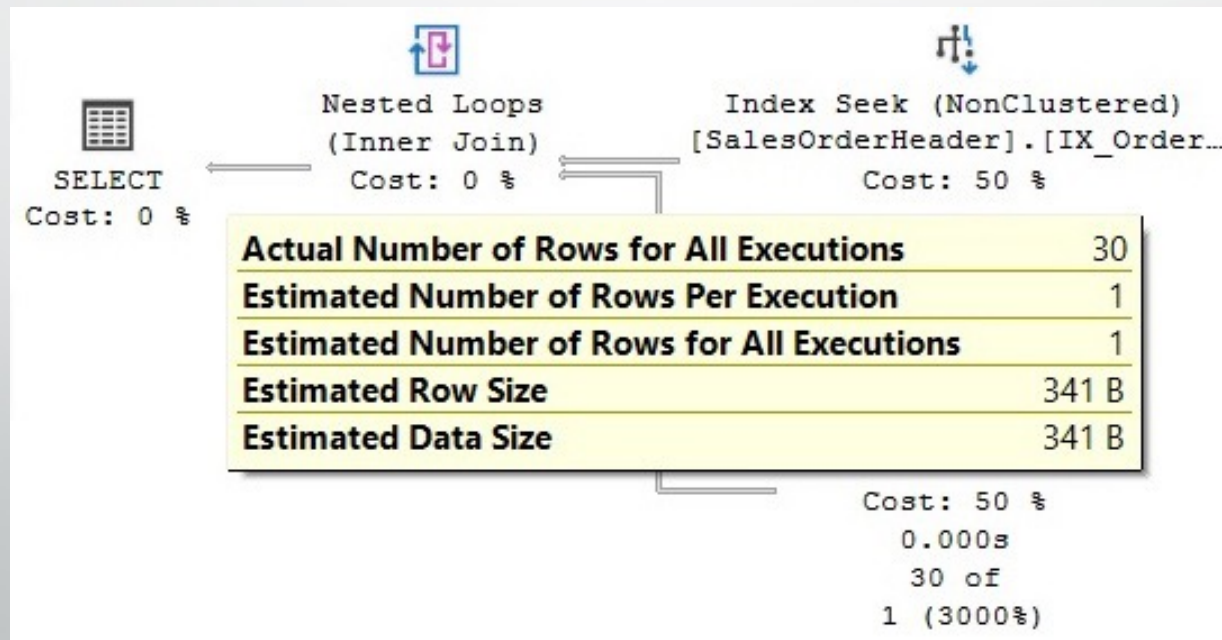 Nested Loops
(Inner Join)
Cost: 0 %
Index Seek (NonClustered)
[SalesOrderHeader].[IX_Order…
Cost: 50 %
SELECT
Cost: 0 %
Actual Number of Rows for All Executions 30
Estimated Number of Rows Per Execution 1
Estimated Number of Rows for All Executions 1
Estimated Row Size 341 B
Estimated Data Size 341 B
Cost: 50 %
0.000s
30 of
1 (3000%)